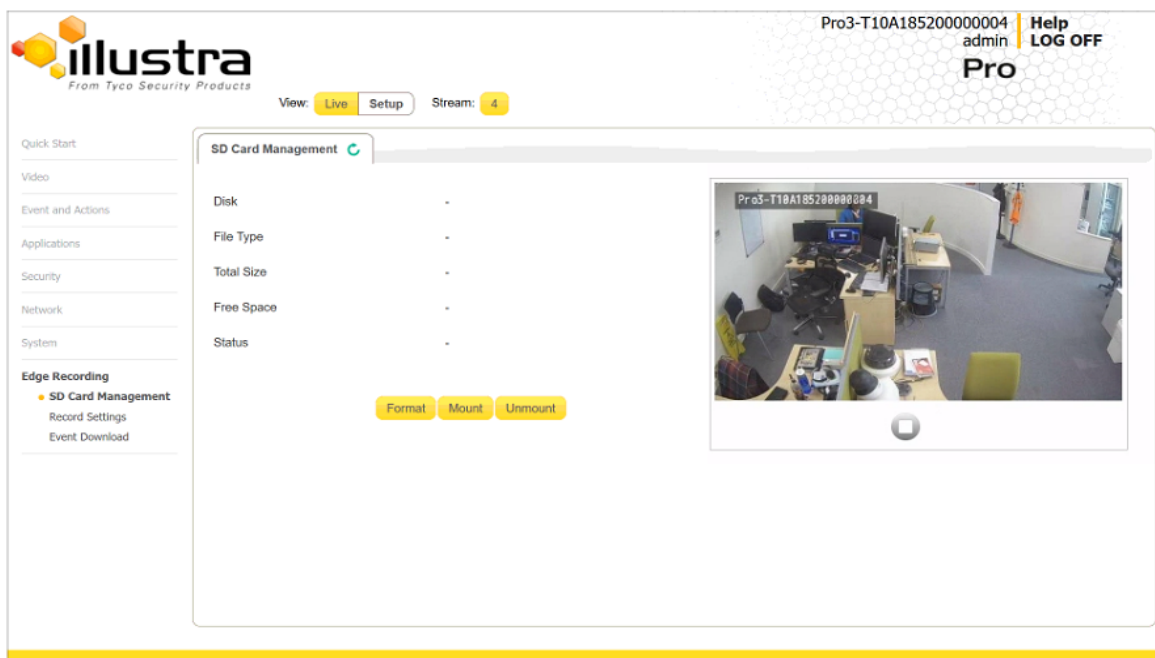 illustra
From Tyco Security Products
Pro3-T10A185200000004 Help
admin LOG OFF
Pro
View: Live Setup Stream: 4
Quick Start
Video
Event and Actions
Applications
Security
Network
System
Edge Recording
SD Card Management
Record Settings
Event Download
SD Card Management
Disk -
File Type -
Total Size -
Free Space -
Status -
Format Mount Unmount
Pro3-T10A185200000004